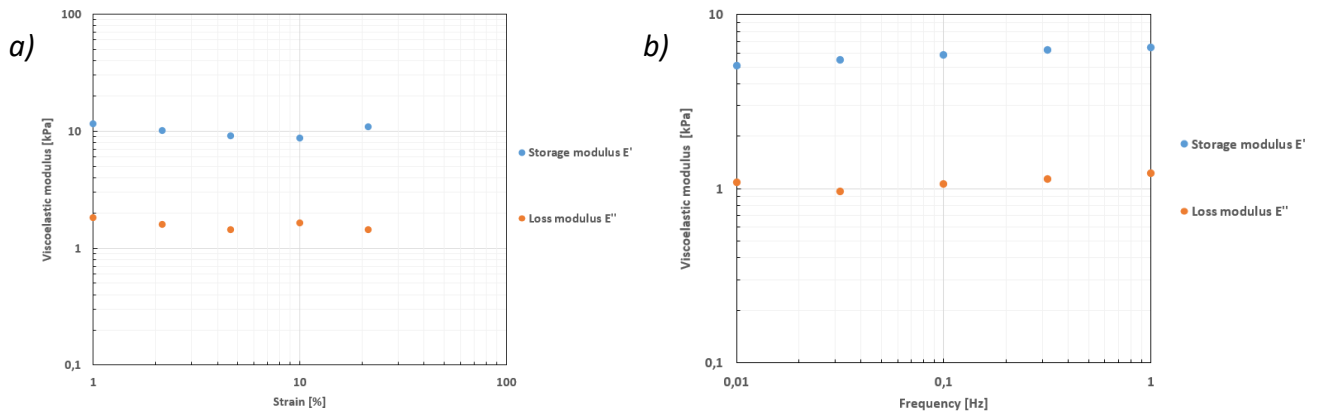 a)
Viscoelastic modulus [kPa]
100
10
1
0,1
1
10
100
Strain [%]
Storage modulus E'
Loss modulus E''
b)
Viscoelastic modulus [kPa]
10
1
0,1
0,01
0,1
1
Frequency [Hz]
Storage modulus E'
Loss modulus E''